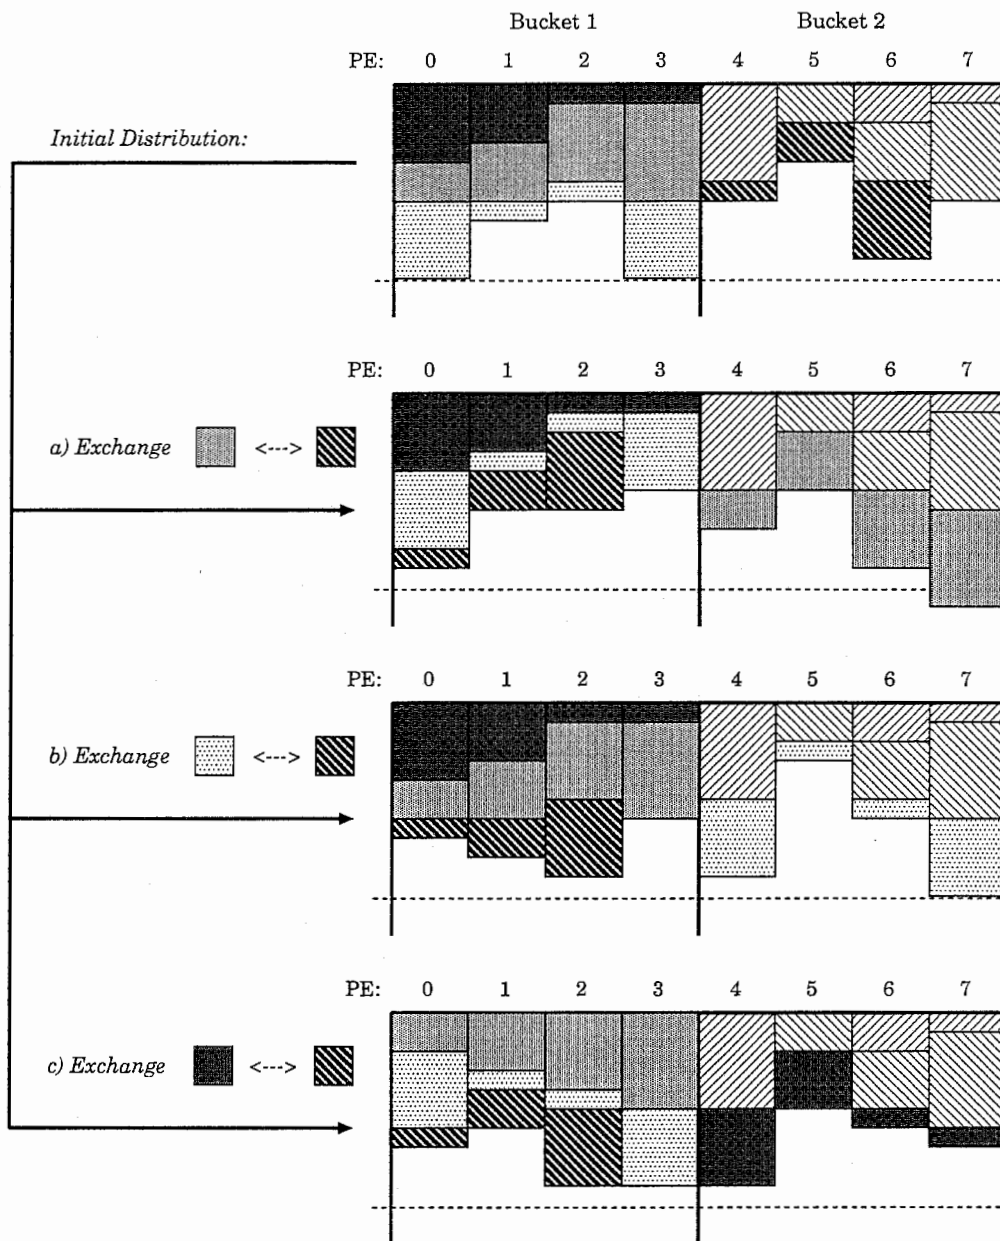 Bucket 1 Bucket 2
PE: 0 1 2 3 4 5 6 7
Initial Distribution:
PE: 0 1 2 3 4 5 6 7
a) Exchange <---> 
PE: 0 1 2 3 4 5 6 7
b) Exchange <--->
PE: 0 1 2 3 4 5 6 7
c) Exchange <--->